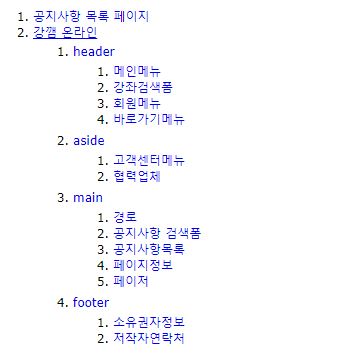 1. 공지사항 목록 페이지
2. 강깸 온라인
1. header
1. 메인메뉴
2. 강좌검색폼
3. 회원메뉴
4. 바로가기메뉴
2. aside
1. 고객센터메뉴
2. 협력업체
3. main
1. 경로
2. 공지사항 검색폼
3. 공지사항목록
4. 페이지정보
5. 페이저
4. footer
1. 소유권자정보
2. 저작자연락처